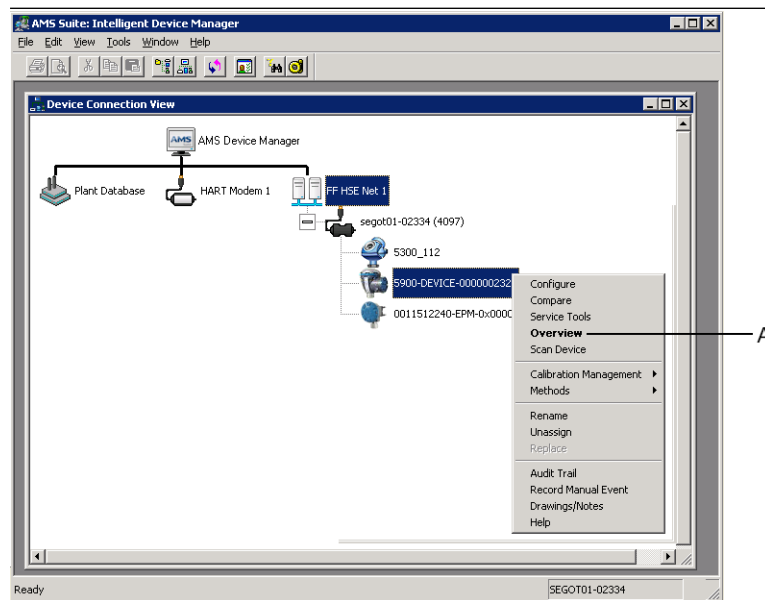 AMS Suite: Intelligent Device Manager
File Edit View Tools Window Help
Device Connection View
AMS
AMS Device Manager
Plant Database
HART Modem 1
FF HSE Net 1
segot01-02334 (4097)
5300_112
5900-DEVICE-000000232
0011512240-EPM-0x0000
Configure
Compare
Service Tools
Overview
A
Scan Device
Calibration Management
Methods
Rename
Unassign
Replace
Audit Trail
Record Manual Event
Drawings/Notes
Help
Ready
SEGOT01-02334